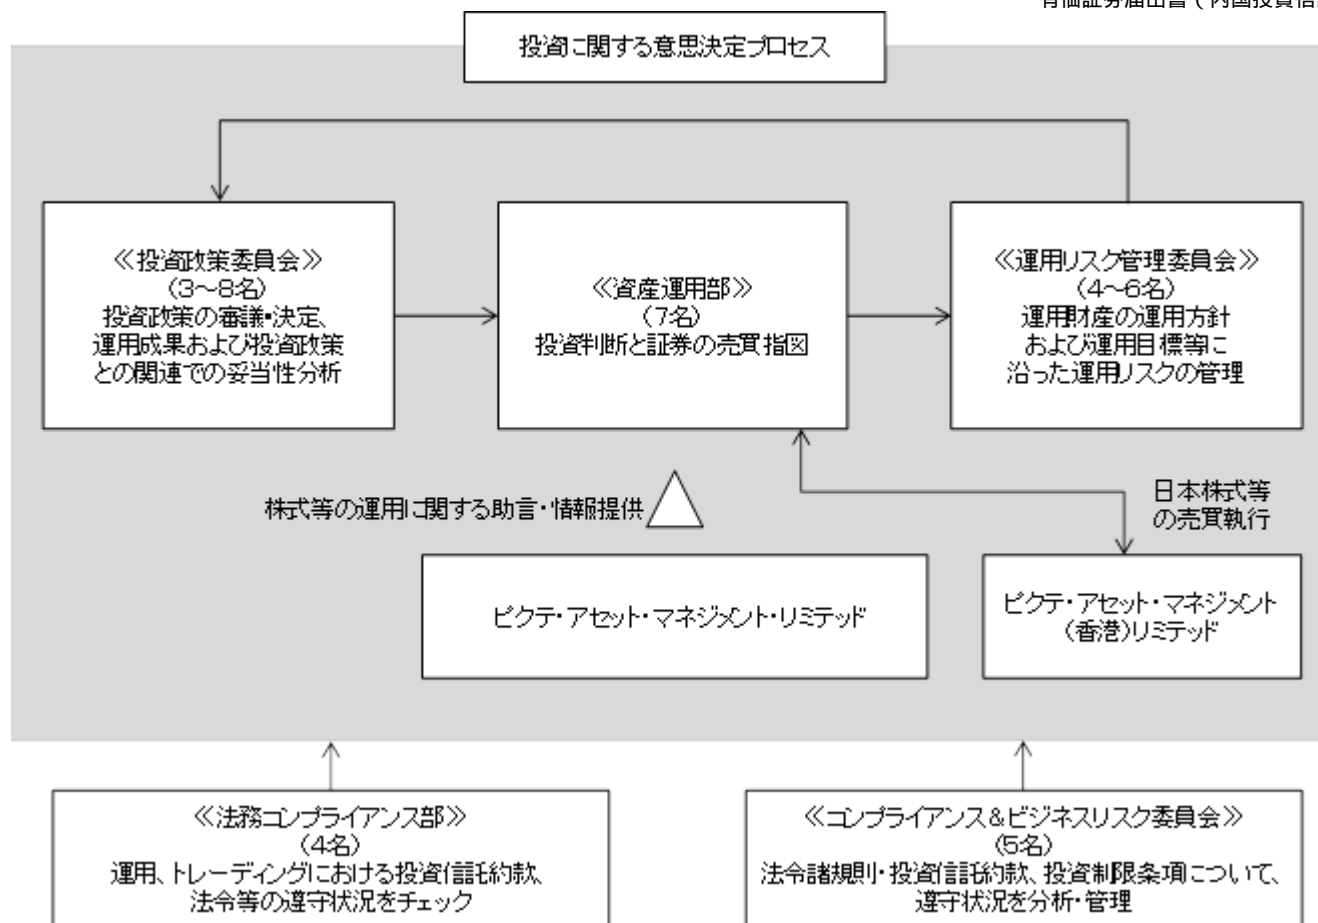 投資に関する意思決定プロセス
≪投資政策委員会≫
(3～8名)
投資政策の審議・決定、
運用成果および投資政策
との関連での妥当性分析
≪資産運用部≫
(7名)
投資判断と証券の売買指図
≪運用リスク管理委員会≫
(4～6名)
運用財産の運用方針
および運用目標等に
沿った運用リスクの管理
株式等の運用に関する助言・情報提供
日本株式等
の売買執行
ピクテ・アセット・マネジメント・リミテッド
ピクテ・アセット・マネジメント
(香港)リミテッド
≪法務コンプライアンス部≫
(4名)
運用、トレーディングにおける投資信託約款、
法令等の遵守状況をチェック
≪コンプライアンス&ビジネスリスク委員会≫
(5名)
法令諸規則・投資信託約款、投資制限条項について、
遵守状況を分析・管理